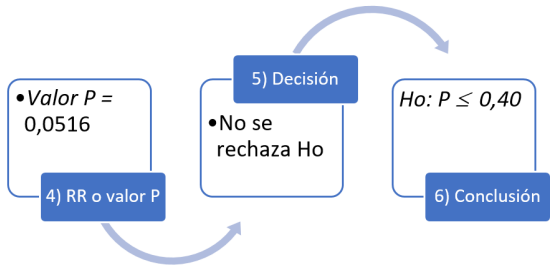 •Valor P =
0,0516
4) RR o valor P
5) Decisión
•No se
rechaza Ho
Ho: P ≤ 0,40
6) Conclusión